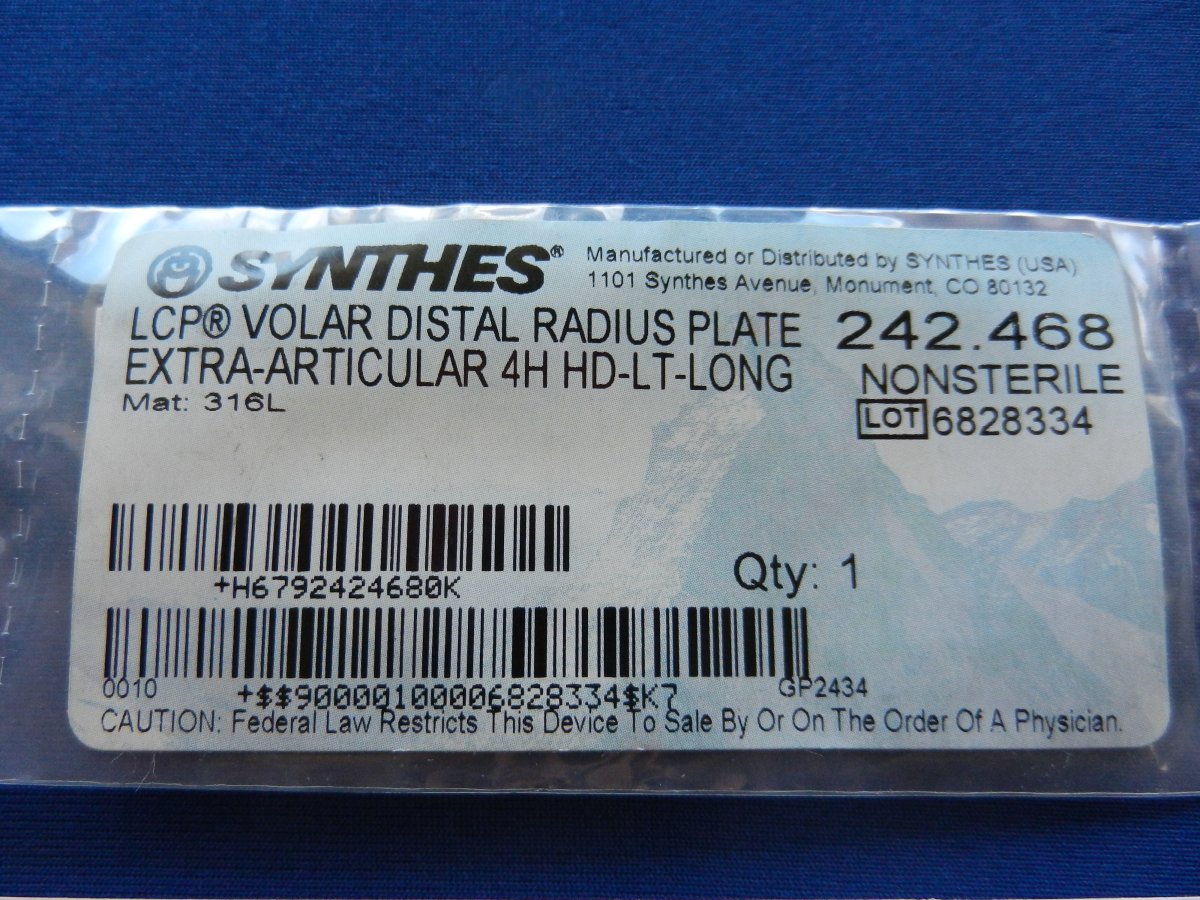 SYNTHES® Manufactured or Distributed by SYNTHES (USA)
1101 Synthes Avenue, Monument, CO 80132
LCP® VOLAR DISTAL RADIUS PLATE 242.468
EXTRA-ARTICULAR 4H HD-LT-LONG NONSTERILE
Mat: 316L LOT 6828334
+H6792424680K Qty: 1
0010 +$$90000100006828334$K7 GP2434
CAUTION: Federal Law Restricts This Device To Sale By Or On The Order Of A Physician.